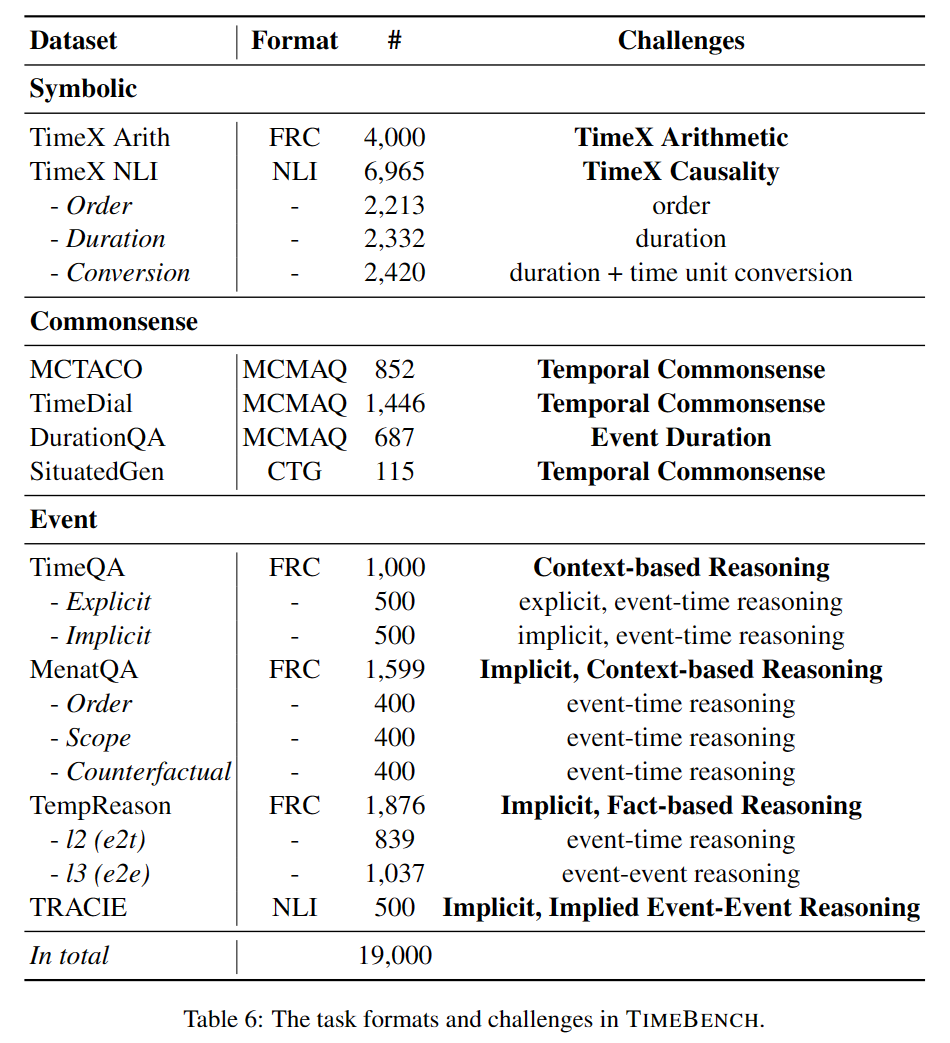 Dataset Format # Challenges
Symbolic
TimeX Arith FRC 4,000 TimeX Arithmetic
TimeX NLI NLI 6,965 TimeX Causality
- Order - 2,213 order
- Duration - 2,332 duration
- Conversion - 2,420 duration + time unit conversion
Commonsense
MCTACO MCMAQ 852 Temporal Commonsense
TimeDial MCMAQ 1,446 Temporal Commonsense
DurationQA MCMAQ 687 Event Duration
SituatedGen CTG 115 Temporal Commonsense
Event
TimeQA FRC 1,000 Context-based Reasoning
- Explicit - 500 explicit, event-time reasoning
- Implicit - 500 implicit, event-time reasoning
MenatQA FRC 1,599 Implicit, Context-based Reasoning
- Order - 400 event-time reasoning
- Scope - 400 event-time reasoning
- Counterfactual - 400 event-time reasoning
TempReason FRC 1,876 Implicit, Fact-based Reasoning
- l2 (e2t) - 839 event-time reasoning
- l3 (e2e) - 1,037 event-event reasoning
TRACIE NLI 500 Implicit, Implied Event-Event Reasoning
In total 19,000
Table 6: The task formats and challenges in TIMEBENCH.